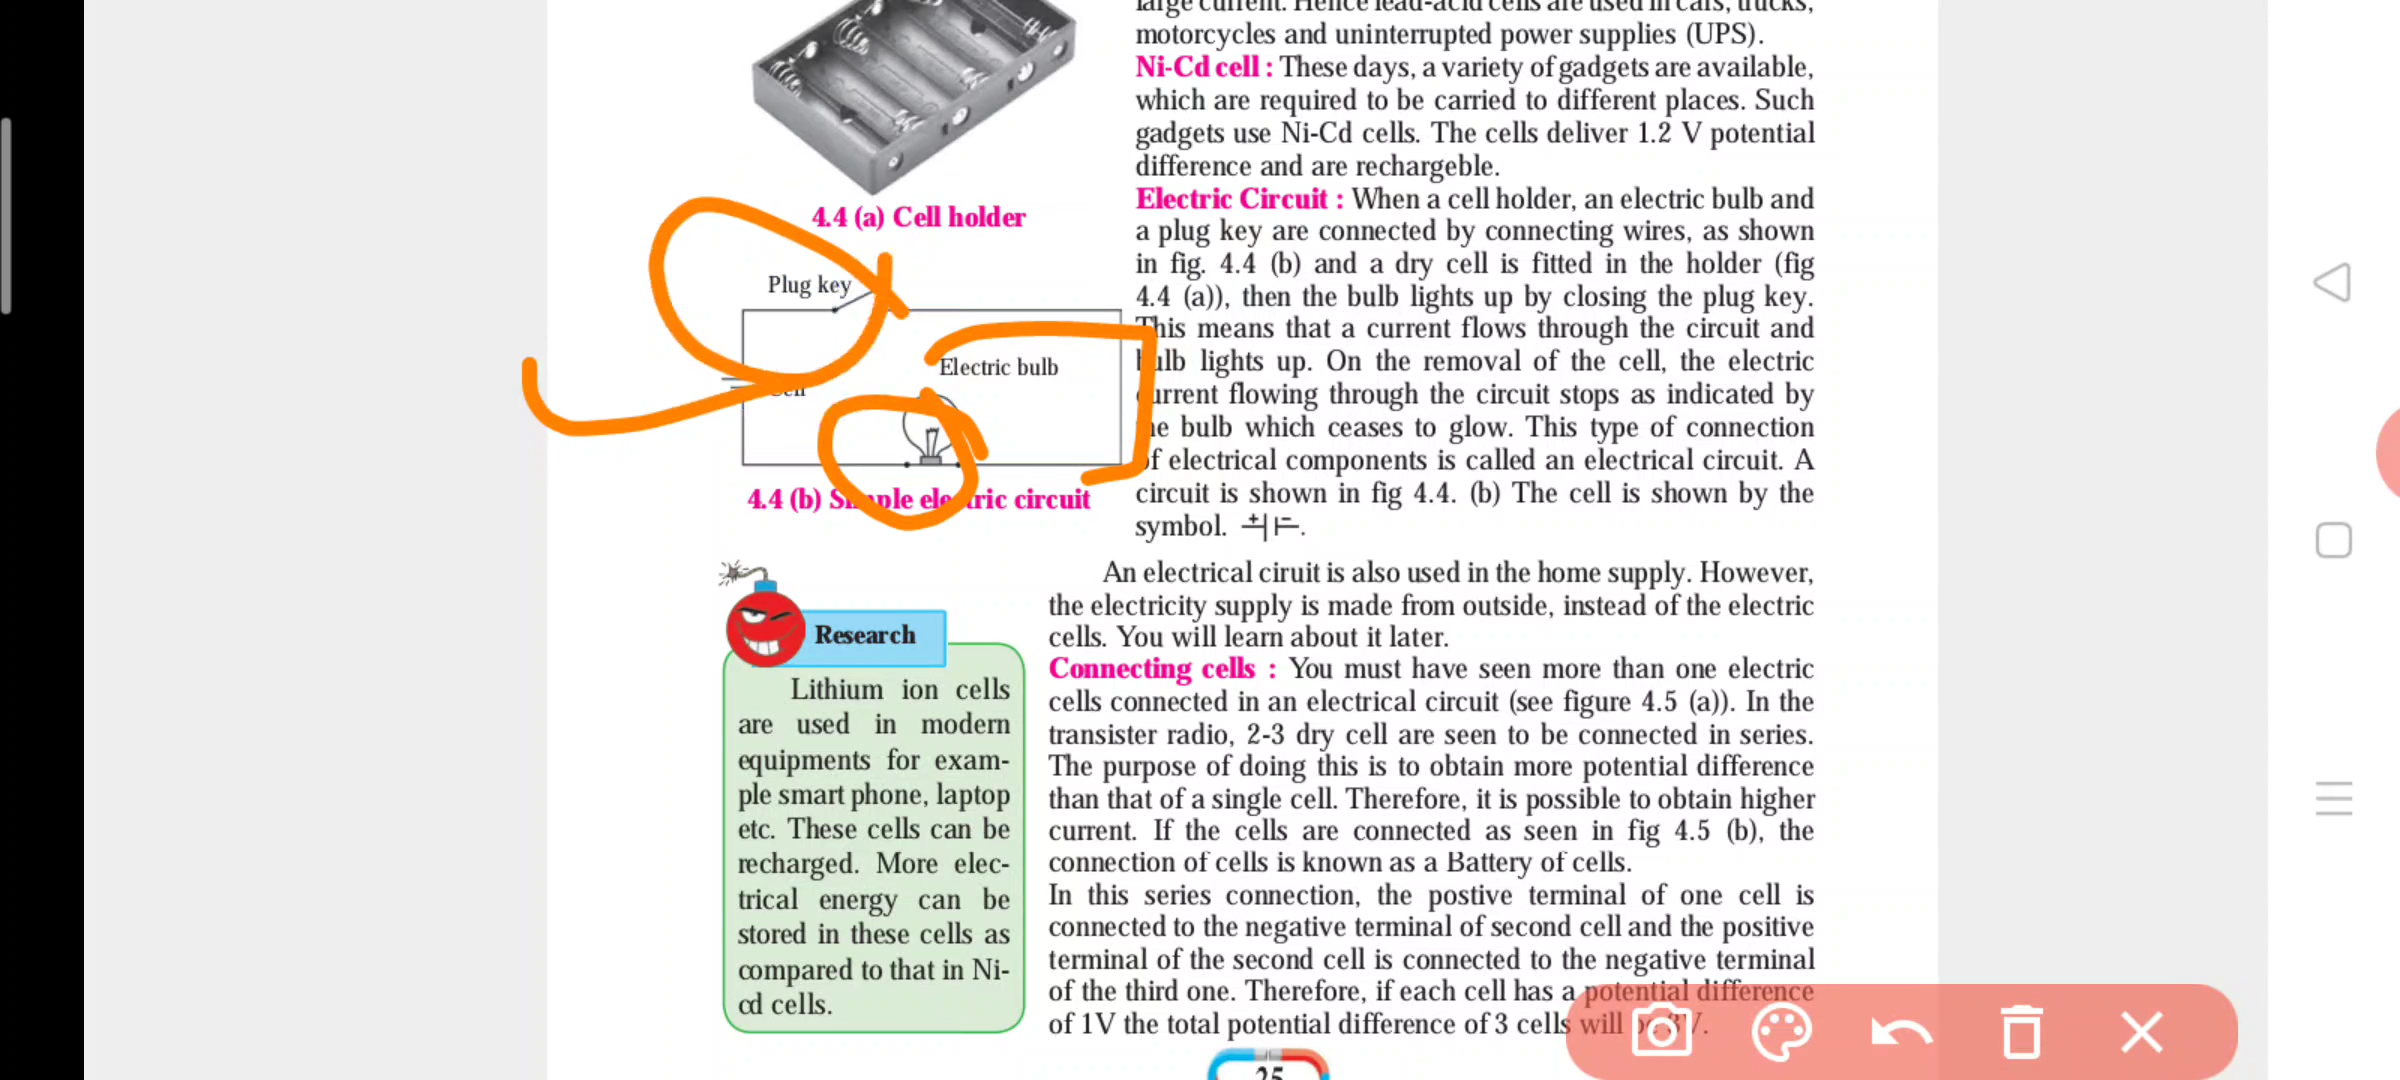 large current. Hence lead-acid cells are used in cars, trucks,
motorcycles and uninterrupted power supplies (UPS).
Ni-Cd cell : These days, a variety of gadgets are available,
which are required to be carried to different places. Such
gadgets use Ni-Cd cells. The cells deliver 1.2 V potential
difference and are rechargeble.
4.4 (a) Cell holder
Electric Circuit : When a cell holder, an electric bulb and
a plug key are connected by connecting wires, as shown
in fig. 4.4 (b) and a dry cell is fitted in the holder (fig
4.4 (a)), then the bulb lights up by closing the plug key.
This means that a current flows through the circuit and
bulb lights up. On the removal of the cell, the electric
current flowing through the circuit stops as indicated by
the bulb which ceases to glow. This type of connection
of electrical components is called an electrical circuit. A
circuit is shown in fig 4.4. (b) The cell is shown by the
symbol. + -.
Plug key
Electric bulb
Cell
4.4 (b) Simple electric circuit
An electrical ciruit is also used in the home supply. However,
the electricity supply is made from outside, instead of the electric
cells. You will learn about it later.
Connecting cells : You must have seen more than one electric
cells connected in an electrical circuit (see figure 4.5 (a)). In the
transister radio, 2-3 dry cell are seen to be connected in series.
The purpose of doing this is to obtain more potential difference
than that of a single cell. Therefore, it is possible to obtain higher
current. If the cells are connected as seen in fig 4.5 (b), the
connection of cells is known as a Battery of cells.
In this series connection, the postive terminal of one cell is
connected to the negative terminal of second cell and the positive
terminal of the second cell is connected to the negative terminal
of the third one. Therefore, if each cell has a potential difference
of 1V the total potential difference of 3 cells will be 3V.
Research
Lithium ion cells
are used in modern
equipments for exam-
ple smart phone, laptop
etc. These cells can be
recharged. More elec-
trical energy can be
stored in these cells as
compared to that in Ni-
cd cells.
25